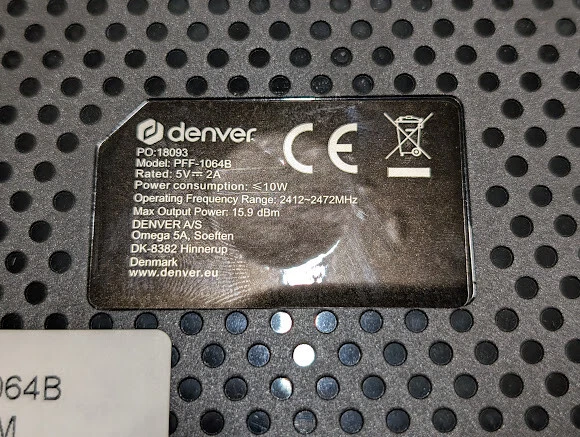 denver
PO:18093
Model: PFF-1064B
Rated: 5V⎓2A
Power consumption: ≤10W
Operating Frequency Range: 2412~2472MHz
Max Output Power: 15.9 dBm
DENVER A/S
Omega 5A, Soeften
DK-8382 Hinnerup
Denmark
www.denver.eu
CE
064B
M